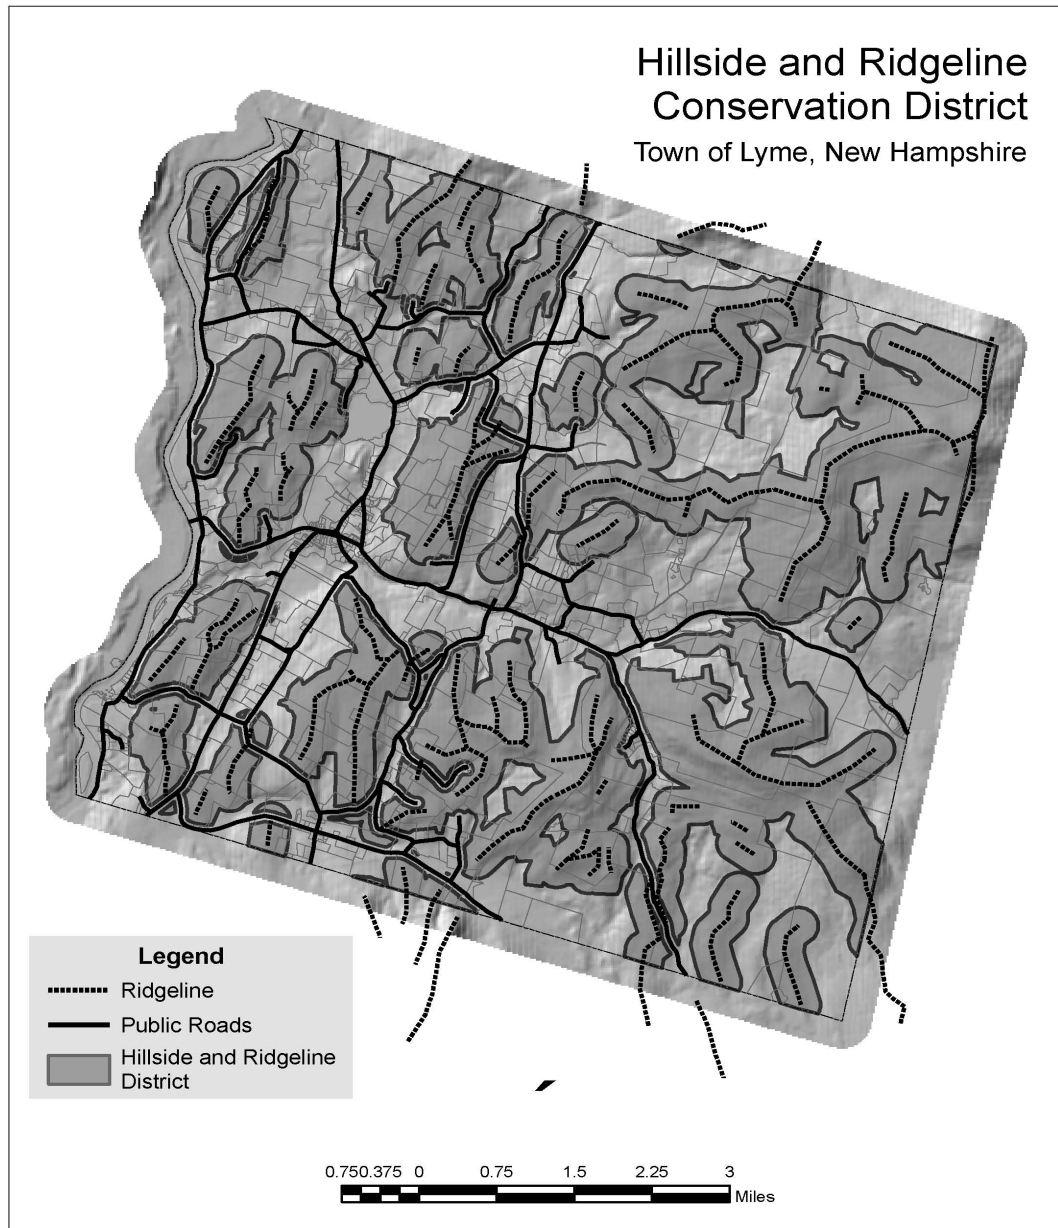 Hillside and Ridgeline
Conservation District
Town of Lyme, New Hampshire
Legend
Ridgeline
Public Roads
Hillside and Ridgeline
District
0.750.375 0 0.75 1.5 2.25 3
Miles